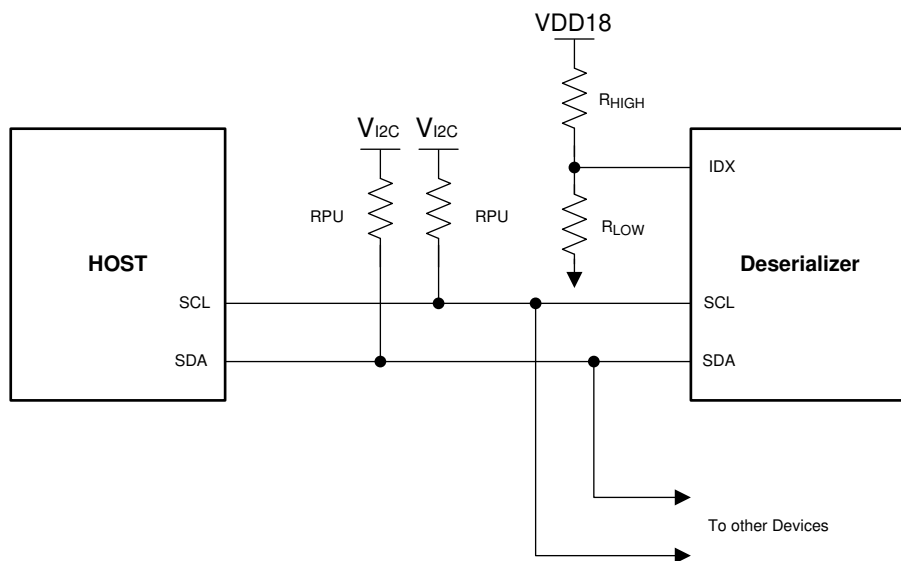 VDD18
RHIGH
VI2C VI2C
IDX
RPU RPU
RLOW
HOST Deserializer
SCL SCL
SDA SDA
To other Devices